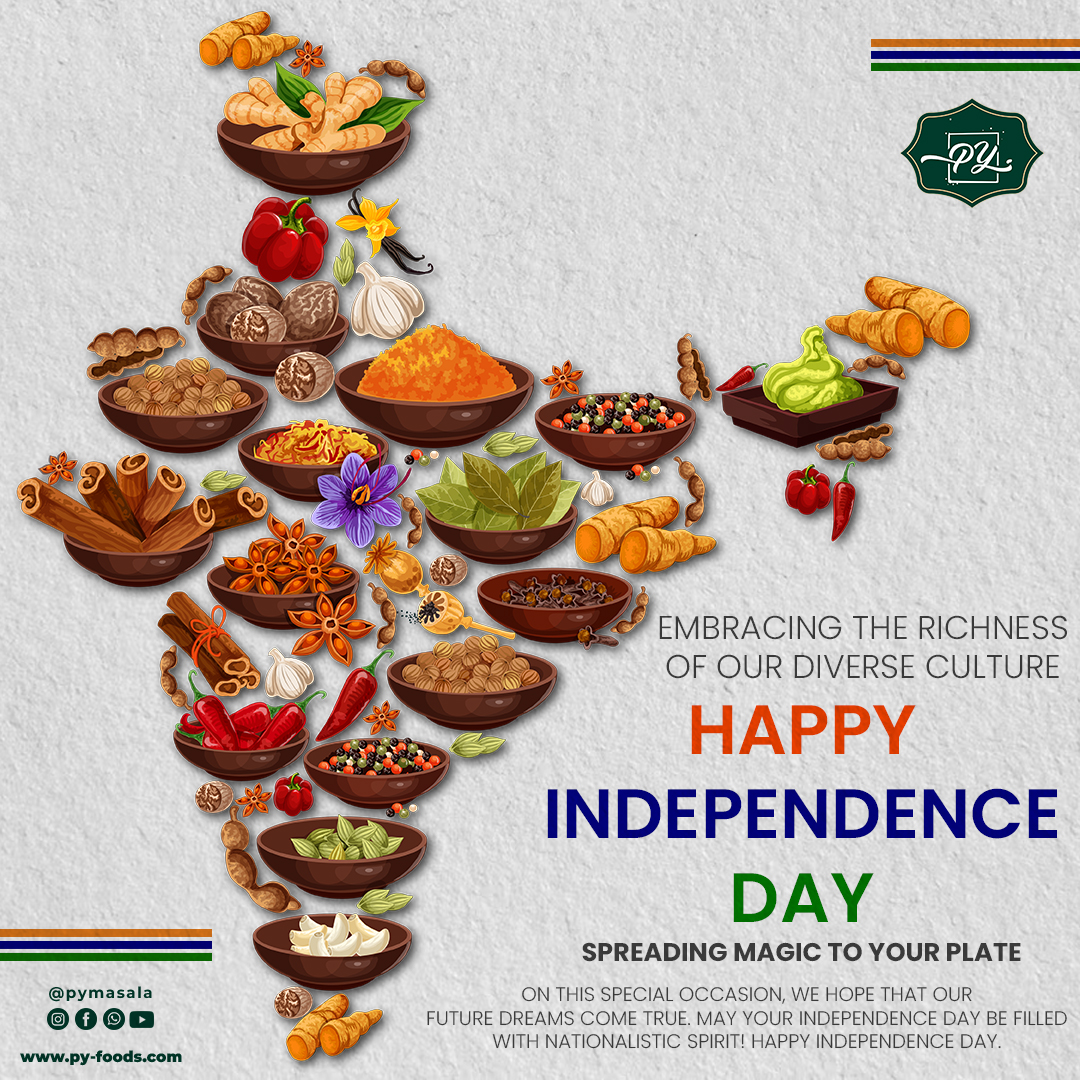 PY
EMBRACING THE RICHNESS
OF OUR DIVERSE CULTURE
HAPPY
INDEPENDENCE
DAY
SPREADING MAGIC TO YOUR PLATE
ON THIS SPECIAL OCCASION, WE HOPE THAT OUR
FUTURE DREAMS COME TRUE. MAY YOUR INDEPENDENCE DAY BE FILLED
WITH NATIONALISTIC SPIRIT! HAPPY INDEPENDENCE DAY.
@pymasala
www.py-foods.com